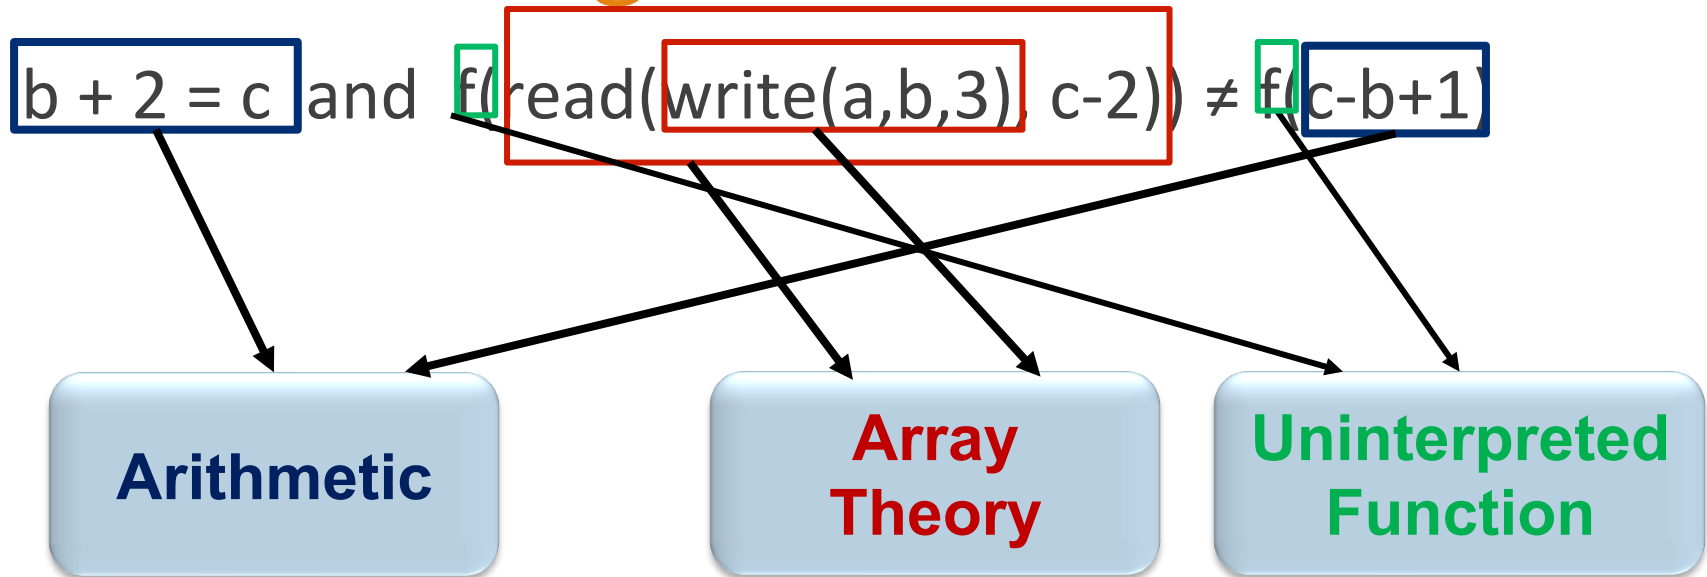 b + 2 = c and f(read(write(a,b,3), c-2)) ≠ f(c-b+1)
Arithmetic
Array
Theory
Uninterpreted
Function